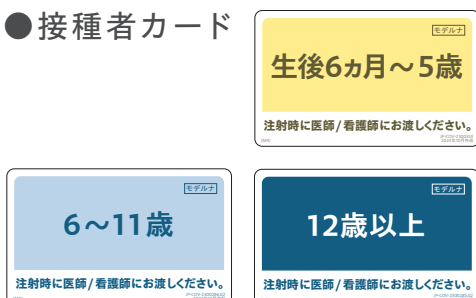 ●接種者カード
モデルナ
生後6ヵ月～5歳
注射時に医師/看護師にお渡しください。
モデルナ
6～11歳
注射時に医師/看護師にお渡しください。
モデルナ
12歳以上
注射時に医師/看護師にお渡しください。